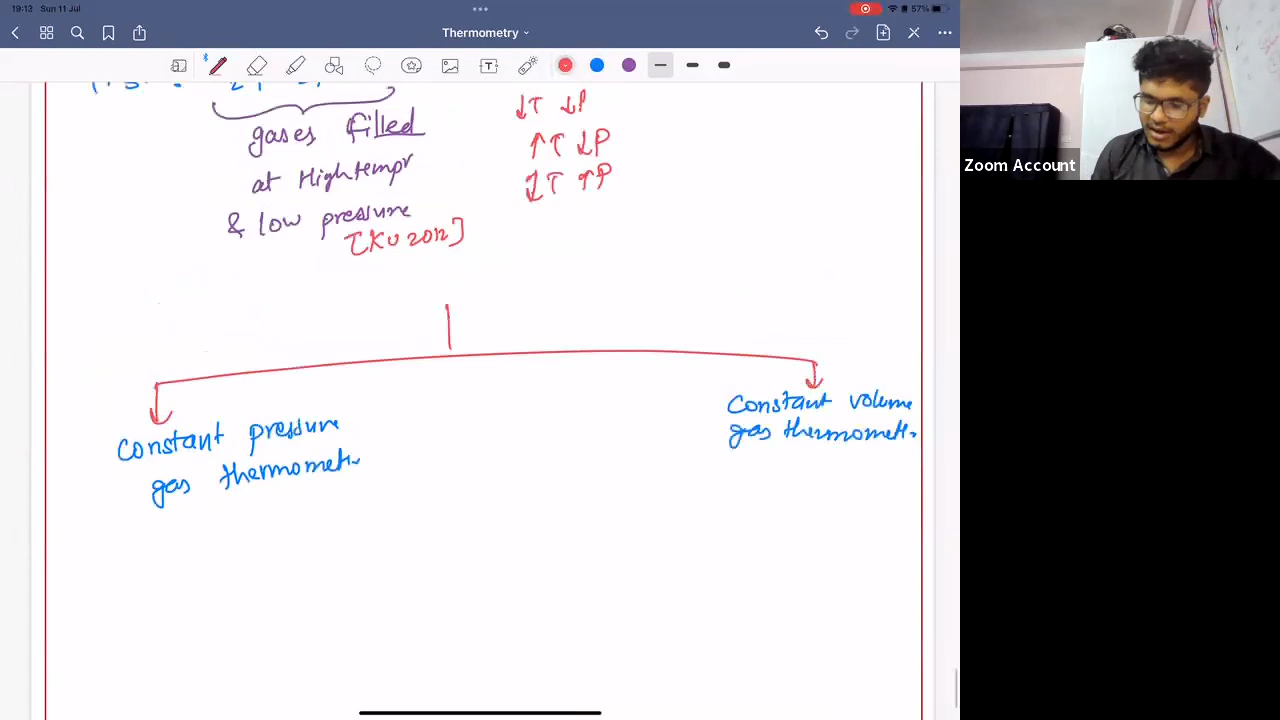 19:13 Sun 11 Jul
57%
Thermometry
T
gases filled
at High tempr
& low pressure
[KU 2012]
↓T ↓P
↑T ↓P
↓T ↑P
Zoom Account
Constant pressure
gas thermomet
Constant volume
gas thermomet